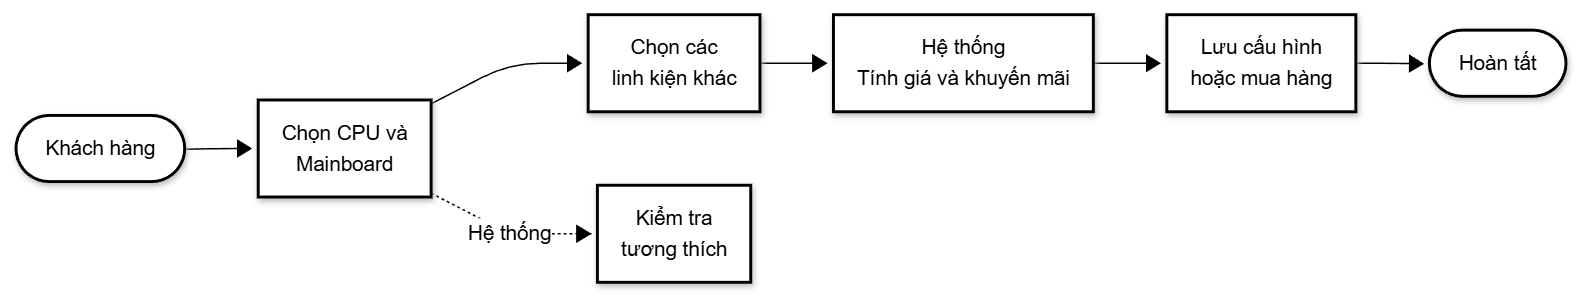 Khách hàng
Chọn CPU và
Mainboard
Chọn các
linh kiện khác
Hệ thống
Tính giá và khuyến mãi
Lưu cấu hình
hoặc mua hàng
Hoàn tất
Hệ thống
Kiểm tra
tương thích